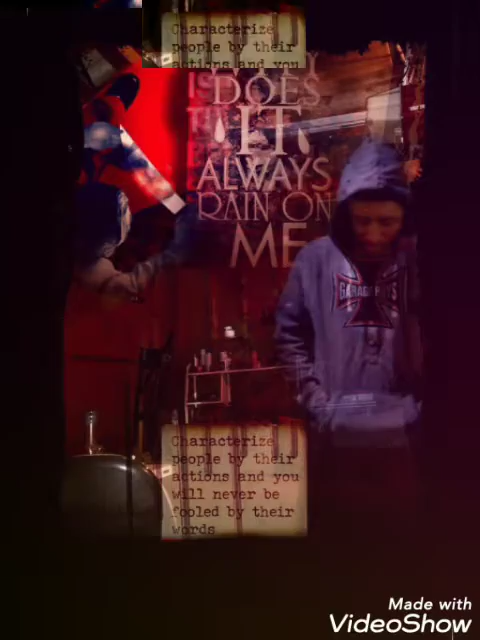 Characterize
people by their
actions and you
WHY
DOES
IT
ALWAYS
RAIN ON
ME
Characterize
people by their
actions and you
will never be
fooled by their
words
Made with
VideoShow